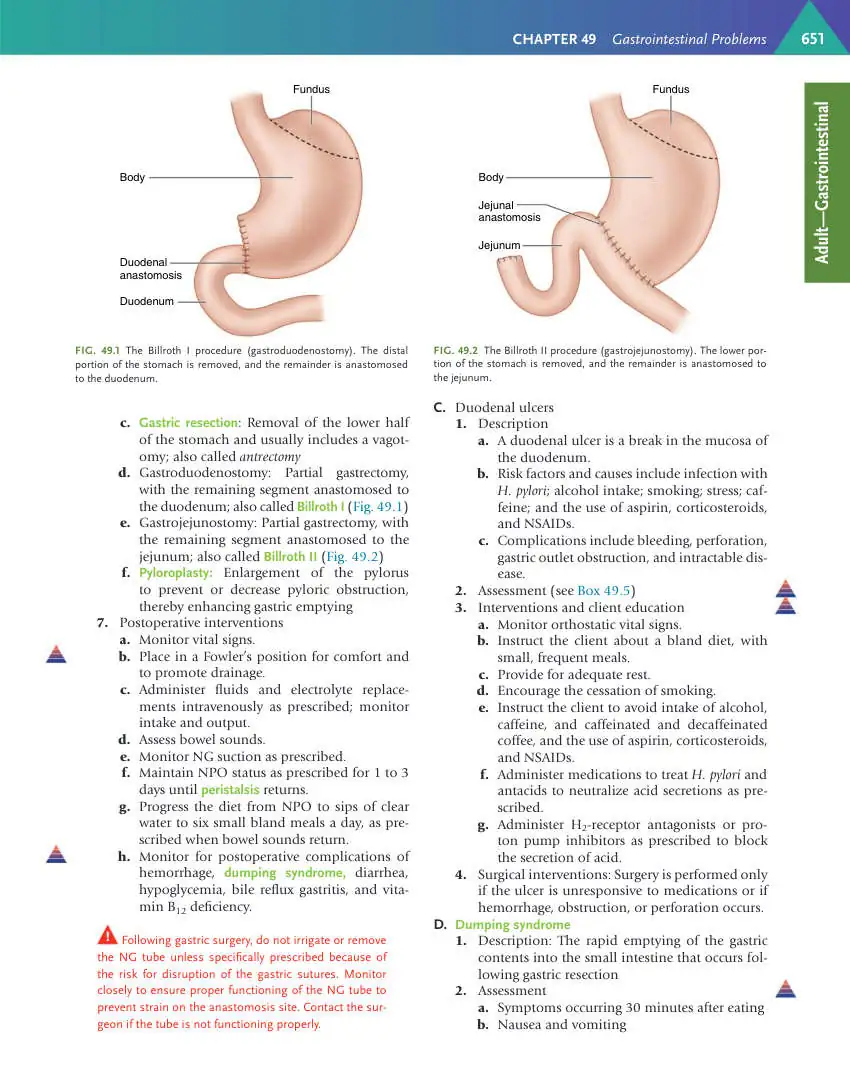 CHAPTER 49 Gastrointestinal Problems 651
Adult—Gastrointestinal
Fundus
Body
Duodenal
anastomosis
Duodenum
FIG. 49.1 The Billroth I procedure (gastroduodenostomy). The distal
portion of the stomach is removed, and the remainder is anastomosed
to the duodenum.
Fundus
Body
Jejunal
anastomosis
Jejunum
FIG. 49.2 The Billroth II procedure (gastrojejunostomy). The lower por-
tion of the stomach is removed, and the remainder is anastomosed to
the jejunum.
c. Gastric resection: Removal of the lower half
of the stomach and usually includes a vagot-
omy; also called antrectomy
d. Gastroduodenostomy: Partial gastrectomy,
with the remaining segment anastomosed to
the duodenum; also called Billroth I (Fig. 49.1)
e. Gastrojejunostomy: Partial gastrectomy, with
the remaining segment anastomosed to the
jejunum; also called Billroth II (Fig. 49.2)
f. Pyloroplasty: Enlargement of the pylorus
to prevent or decrease pyloric obstruction,
thereby enhancing gastric emptying
7. Postoperative interventions
a. Monitor vital signs.
b. Place in a Fowler's position for comfort and
to promote drainage.
c. Administer fluids and electrolyte replace-
ments intravenously as prescribed; monitor
intake and output.
d. Assess bowel sounds.
e. Monitor NG suction as prescribed.
f. Maintain NPO status as prescribed for 1 to 3
days until peristalsis returns.
g. Progress the diet from NPO to sips of clear
water to six small bland meals a day, as pre-
scribed when bowel sounds return.
h. Monitor for postoperative complications of
hemorrhage, dumping syndrome, diarrhea,
hypoglycemia, bile reflux gastritis, and vita-
min B12 deficiency.
Following gastric surgery, do not irrigate or remove
the NG tube unless specifically prescribed because of
the risk for disruption of the gastric sutures. Monitor
closely to ensure proper functioning of the NG tube to
prevent strain on the anastomosis site. Contact the sur-
geon if the tube is not functioning properly.
C. Duodenal ulcers
1. Description
a. A duodenal ulcer is a break in the mucosa of
the duodenum.
b. Risk factors and causes include infection with
H. pylori; alcohol intake; smoking; stress; caf-
feine; and the use of aspirin, corticosteroids,
and NSAIDs.
c. Complications include bleeding, perforation,
gastric outlet obstruction, and intractable dis-
ease.
2. Assessment (see Box 49.5)
3. Interventions and client education
a. Monitor orthostatic vital signs.
b. Instruct the client about a bland diet, with
small, frequent meals.
c. Provide for adequate rest.
d. Encourage the cessation of smoking.
e. Instruct the client to avoid intake of alcohol,
caffeine, and caffeinated and decaffeinated
coffee, and the use of aspirin, corticosteroids,
and NSAIDs.
f. Administer medications to treat H. pylori and
antacids to neutralize acid secretions as pre-
scribed.
g. Administer H2-receptor antagonists or pro-
ton pump inhibitors as prescribed to block
the secretion of acid.
4. Surgical interventions: Surgery is performed only
if the ulcer is unresponsive to medications or if
hemorrhage, obstruction, or perforation occurs.
D. Dumping syndrome
1. Description: The rapid emptying of the gastric
contents into the small intestine that occurs fol-
lowing gastric resection
2. Assessment
a. Symptoms occurring 30 minutes after eating
b. Nausea and vomiting